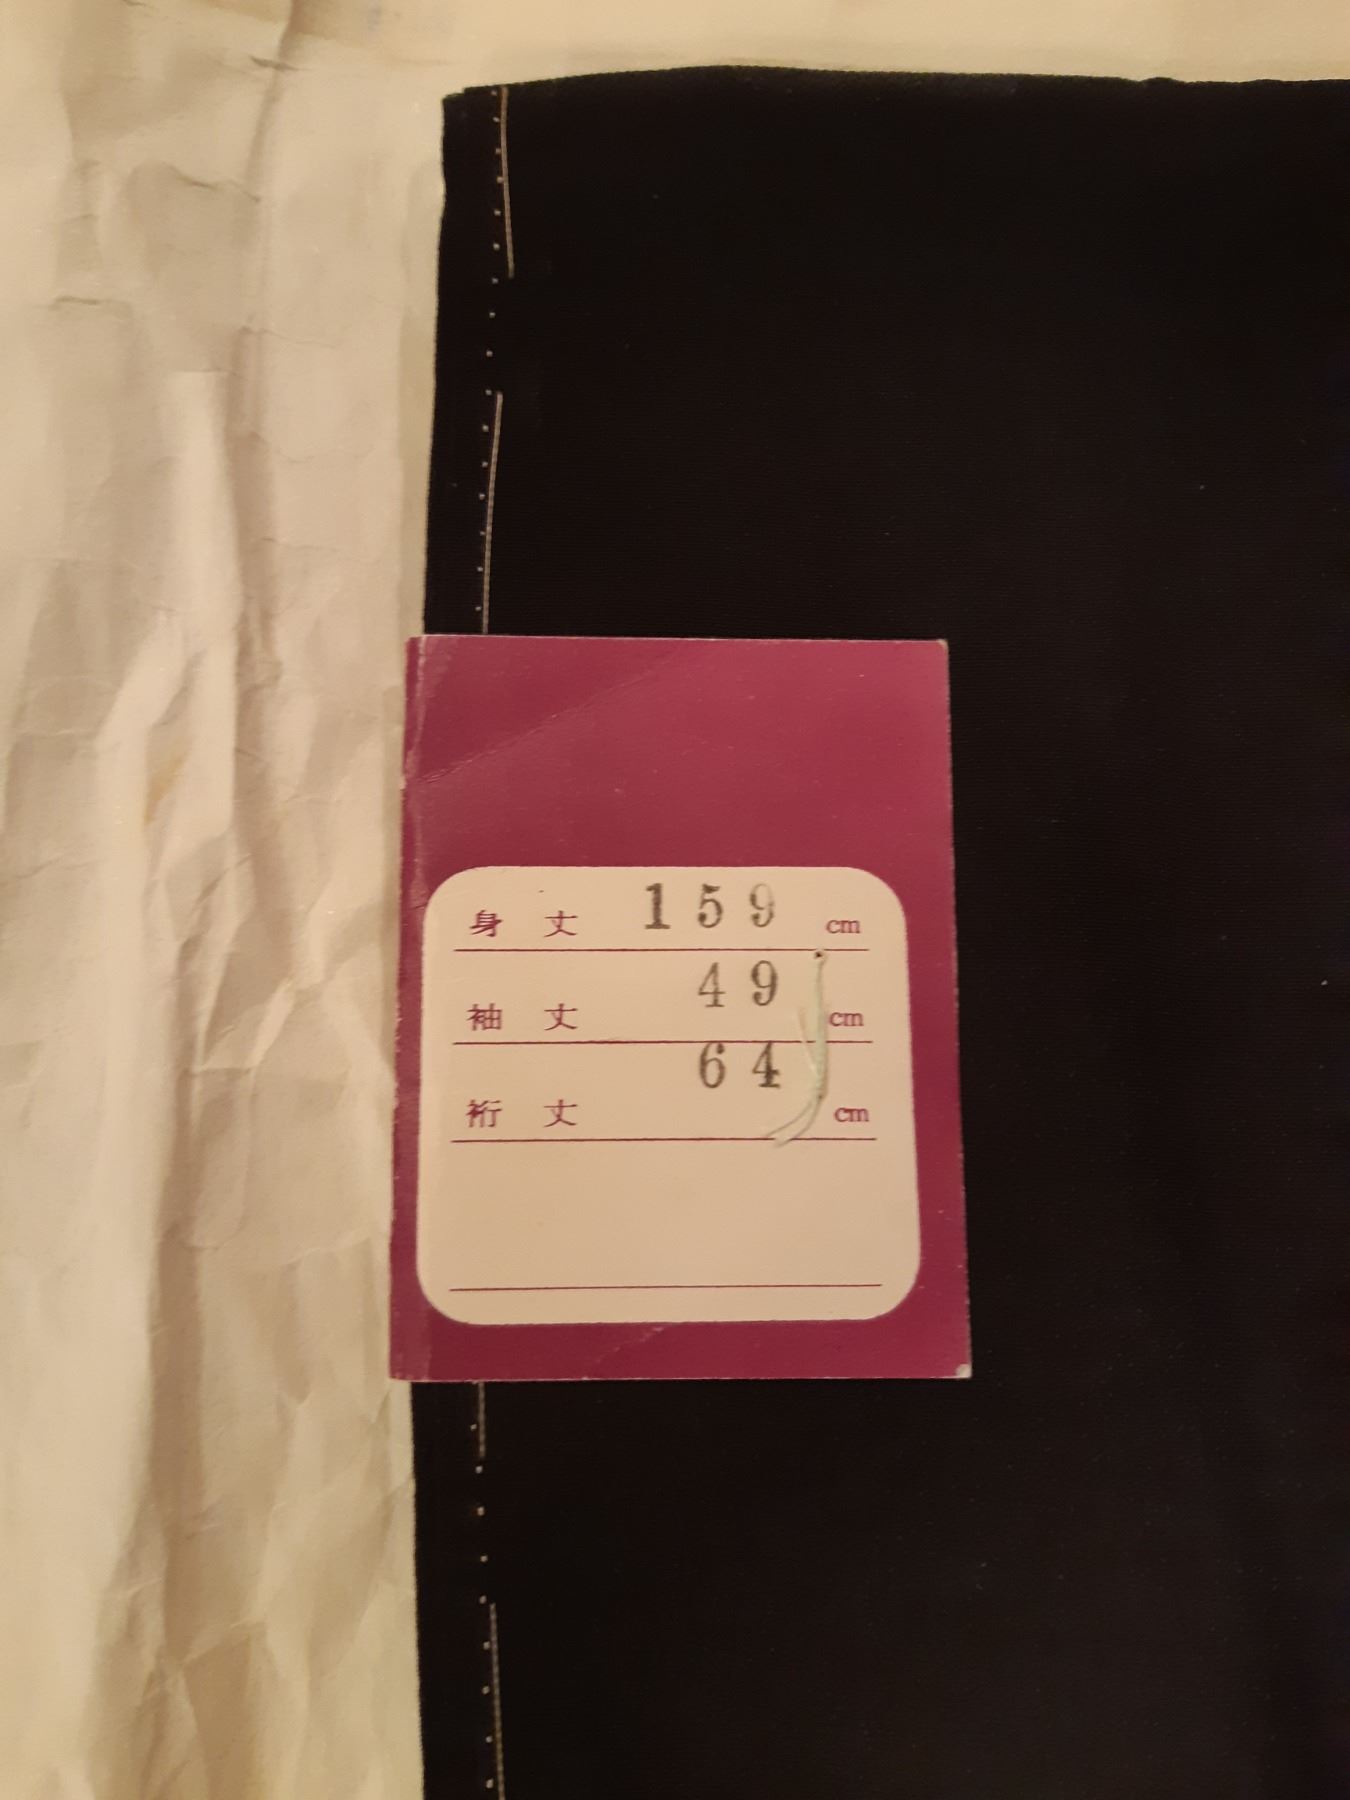 身 丈 159 cm
袖 丈 49 cm
裄 丈 64 cm